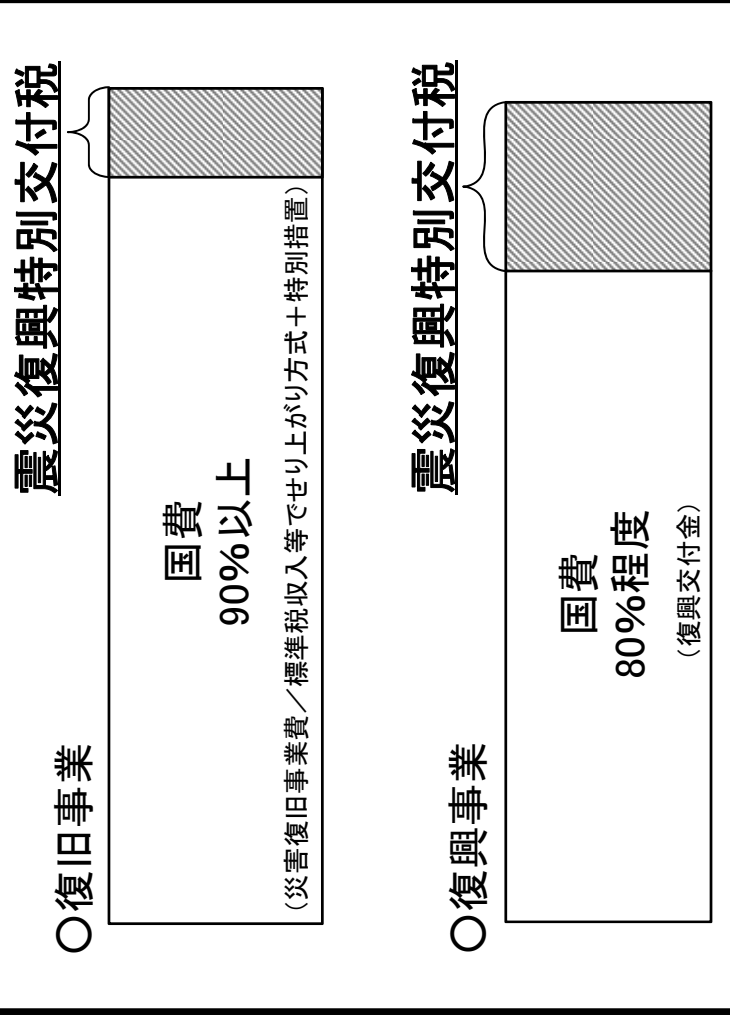 ○復旧事業
震災復興特別交付税
国費
90%以上
（災害復旧事業費／標準税収入等でせり上がり方式＋特別措置）
○復興事業
震災復興特別交付税
国費
80%程度
（復興交付金）